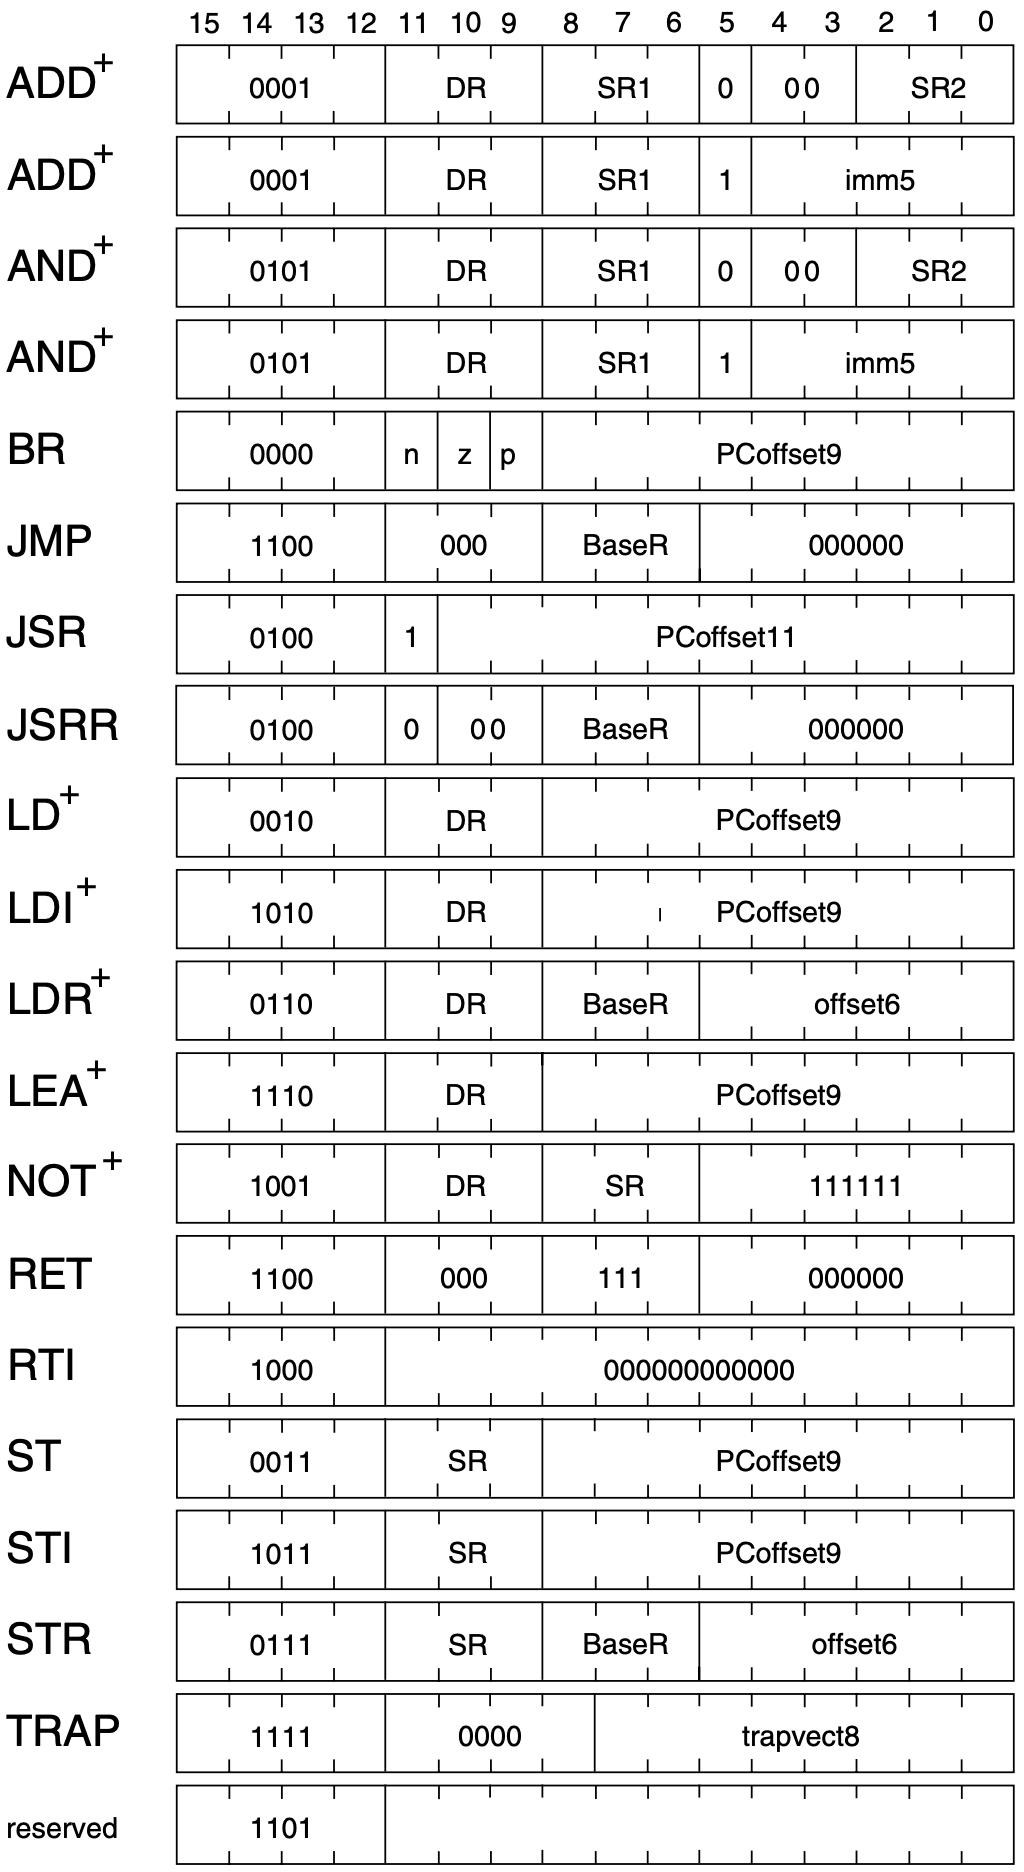 15 14 13 12 11 10 9 8 7 6 5 4 3 2 1 0
ADD+ 0001 DR SR1 0 00 SR2
ADD+ 0001 DR SR1 1 imm5
AND+ 0101 DR SR1 0 00 SR2
AND+ 0101 DR SR1 1 imm5
BR 0000 n z p PCoffset9
JMP 1100 000 BaseR 000000
JSR 0100 1 PCoffset11
JSRR 0100 0 00 BaseR 000000
LD+ 0010 DR PCoffset9
LDI+ 1010 DR PCoffset9
LDR+ 0110 DR BaseR offset6
LEA+ 1110 DR PCoffset9
NOT+ 1001 DR SR 111111
RET 1100 000 111 000000
RTI 1000 000000000000
ST 0011 SR PCoffset9
STI 1011 SR PCoffset9
STR 0111 SR BaseR offset6
TRAP 1111 0000 trapvect8
reserved 1101